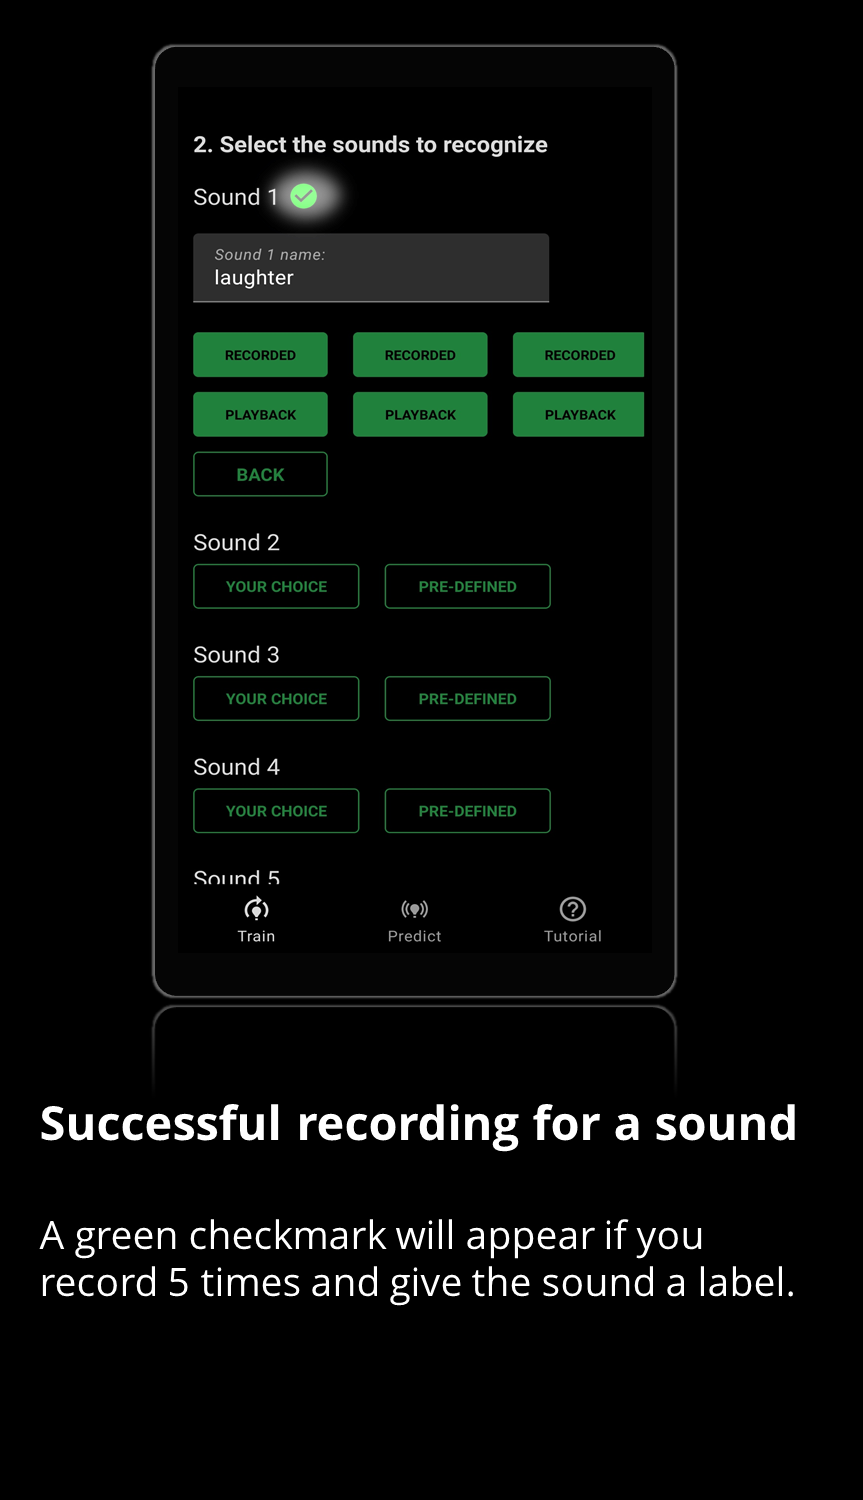 2. Select the sounds to recognize
Sound 1
Sound 1 name:
laughter
RECORDED RECORDED RECORDED
PLAYBACK PLAYBACK PLAYBACK
BACK
Sound 2
YOUR CHOICE PRE-DEFINED
Sound 3
YOUR CHOICE PRE-DEFINED
Sound 4
YOUR CHOICE PRE-DEFINED
Sound 5
Train Predict Tutorial
Successful recording for a sound
A green checkmark will appear if you
record 5 times and give the sound a label.